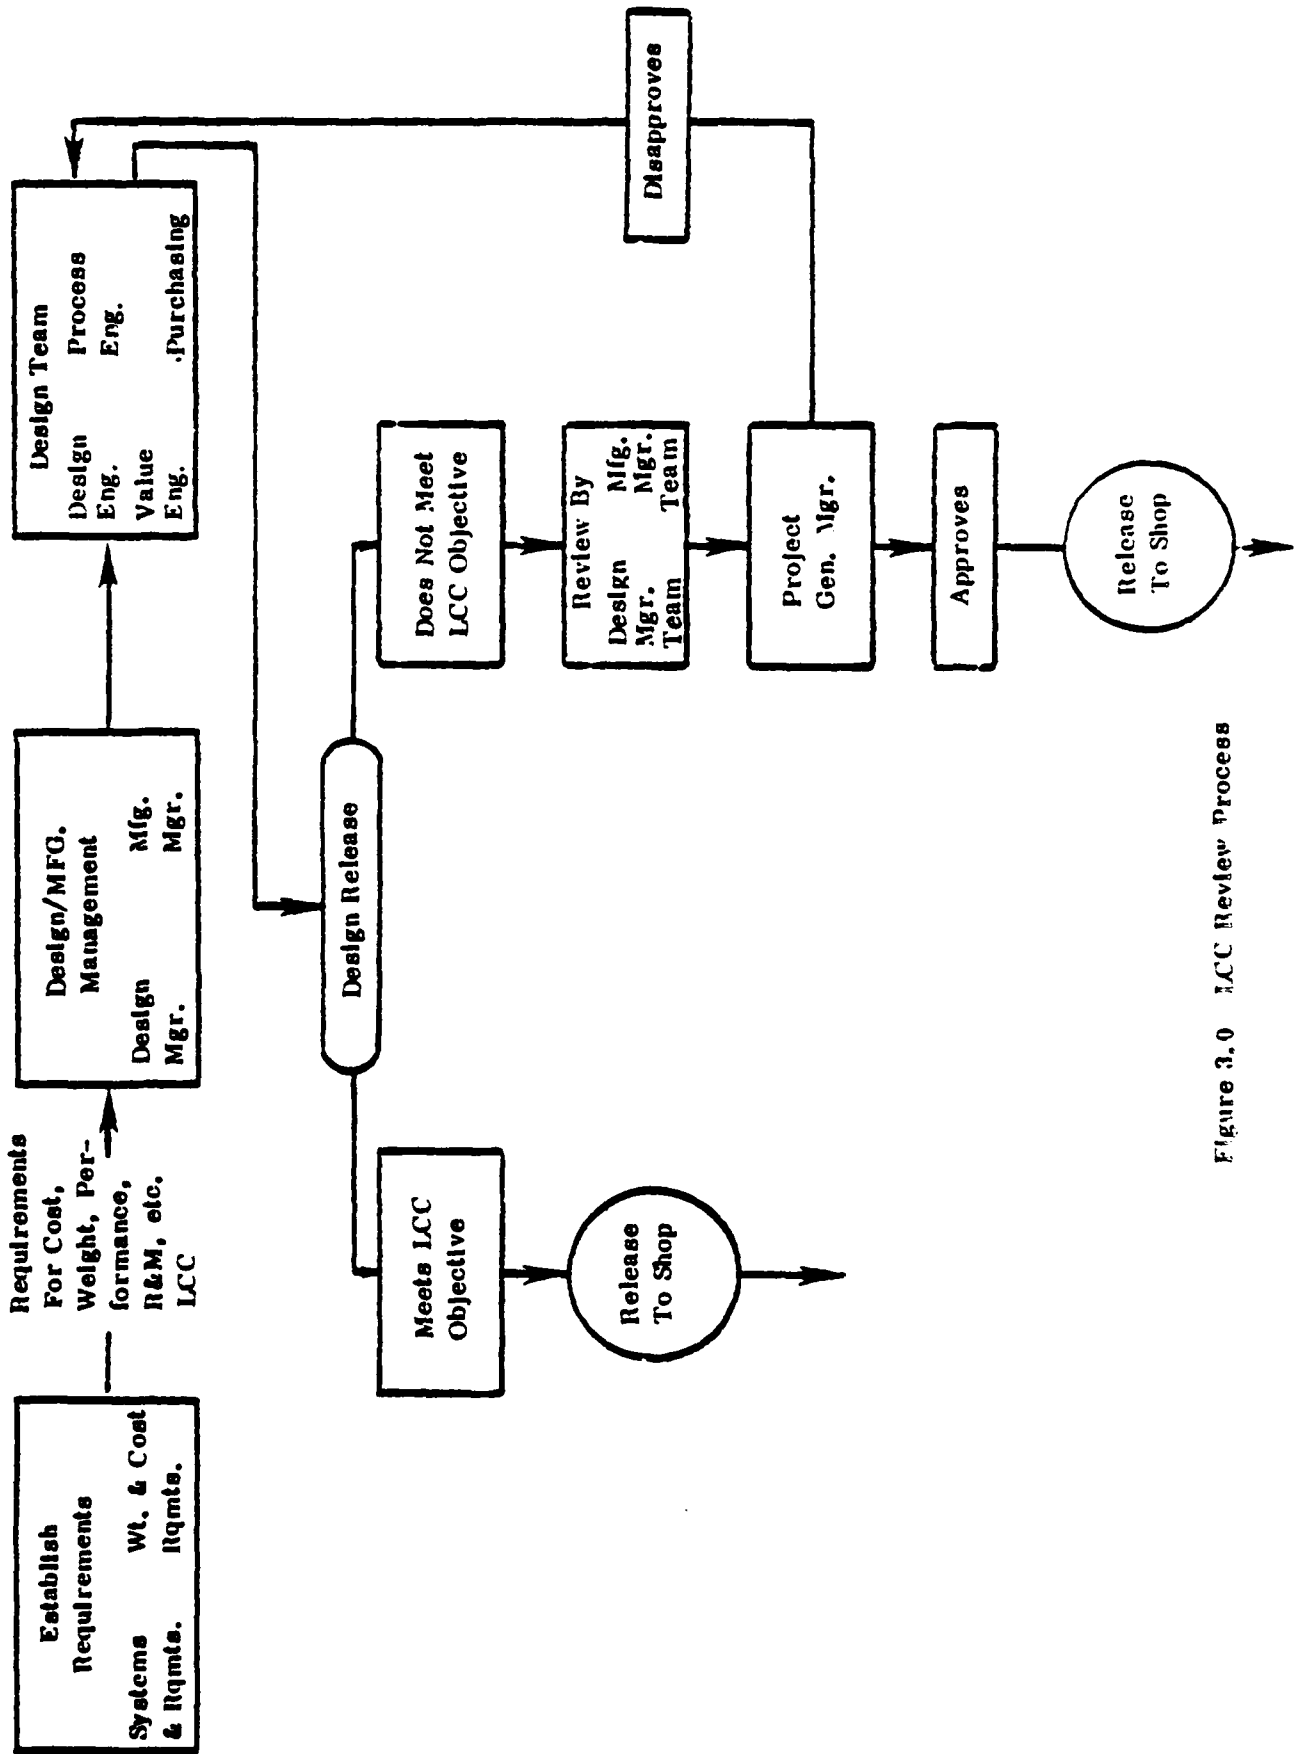 Establish
Requirements
Systems Wt. & Cost
& Rqmts. Rqmts.
Requirements
For Cost,
Weight, Per-
formance,
R&M, etc.
LCC
Design/MFG.
Management
Design Mfg.
Mgr. Mgr.
Design Team
Design Process
Eng. Eng.
Value
Eng. .Purchasing
Design Release
Meets LCC
Objective
Release
To Shop
Does Not Meet
LCC Objective
Review By
Design Mfg.
Mgr. Mgr.
Team Team
Project
Gen. Mgr.
Disapproves
Approves
Release
To Shop
Figure 3.0 LCC Review Process